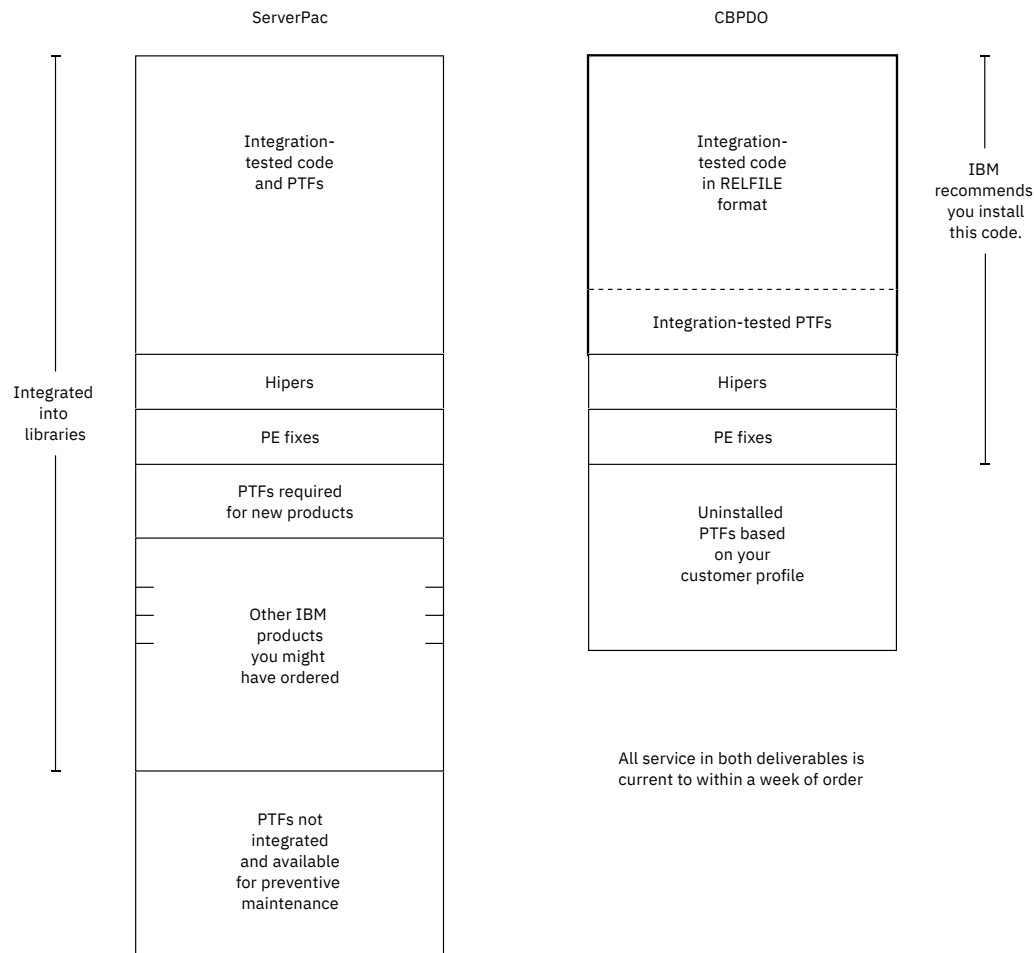 ServerPac
CBPDO
Integration-
tested code
and PTFs
Integration-
tested code
in RELFILE
format
IBM
recommends
you install
this code.
Integration-tested PTFs
Integrated
into
libraries
Hipers
Hipers
PE fixes
PE fixes
PTFs required
for new products
Uninstalled
PTFs based
on your
customer profile
Other IBM
products
you might
have ordered
All service in both deliverables is
current to within a week of order
PTFs not
integrated
and available
for preventive
maintenance